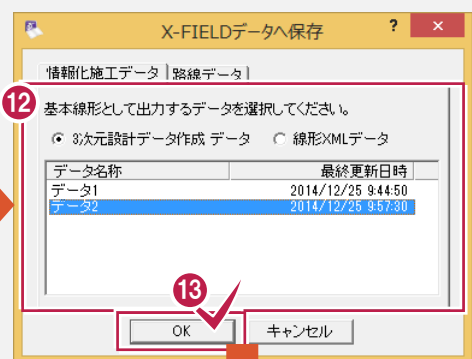 X-FIELDデータへ保存 ? ×
情報化施工データ 路線データ
⑫
基本線形として出力するデータを選択してください。
3次元設計データ作成 データ 線形XMLデータ
データ名称 最終更新日時
データ1 2014/12/25 9:44:50
データ2 2014/12/25 9:57:30
⑬
OK キャンセル